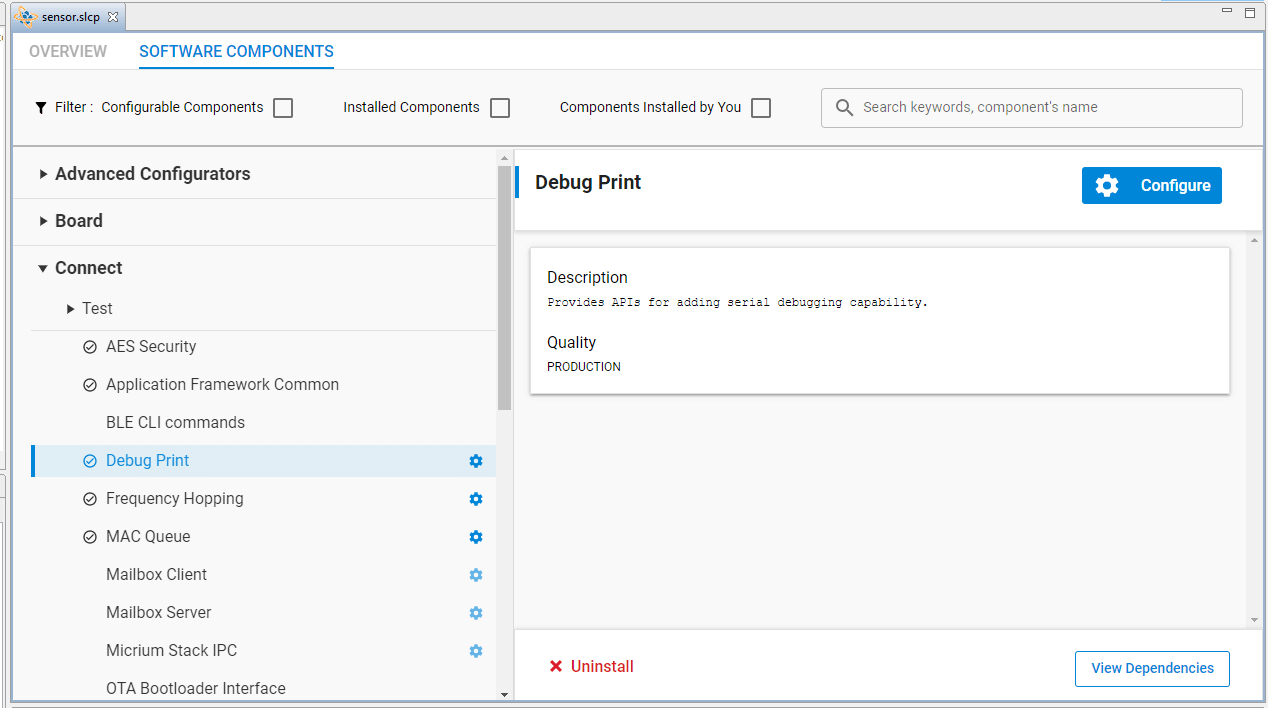 sensor.slcp
OVERVIEW
SOFTWARE COMPONENTS
Filter : Configurable Components
Installed Components
Components Installed by You
Search keywords, component's name
Advanced Configurators
Board
Connect
Test
AES Security
Application Framework Common
BLE CLI commands
Debug Print
Frequency Hopping
MAC Queue
Mailbox Client
Mailbox Server
Micrium Stack IPC
OTA Bootloader Interface
Debug Print
Configure
Description
Provides APIs for adding serial debugging capability.
Quality
PRODUCTION
Uninstall
View Dependencies